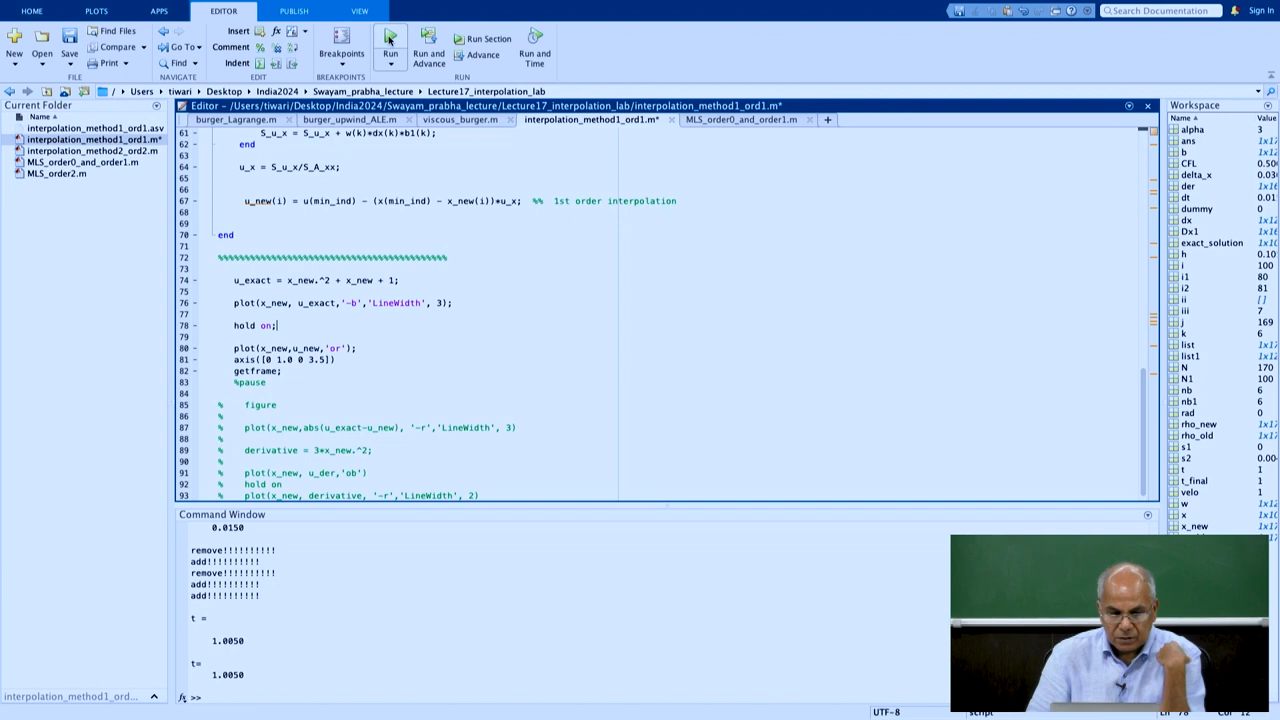 HOME PLOTS APPS EDITOR PUBLISH VIEW
Search Documentation Sign In
New Open Save Find Files Compare Print
Go To Find
Insert fx
Comment %
Indent
Breakpoints
Run Run and Advance Run Section Advance Run and Time
FILE NAVIGATE EDIT BREAKPOINTS RUN
/ Users tiwari Desktop India2024 Swayam_prabha_lecture Lecture17_interpolation_lab
Current Folder
Name
interpolation_method1_ord1.asv
interpolation_method1_ord1.m*
interpolation_method2_ord2.m
MLS_order0_and_order1.m
MLS_order2.m
interpolation_method1_ord...
Editor - /Users/tiwari/Desktop/India2024/Swayam_prabha_lecture/Lecture17_interpolation_lab/interpolation_method1_ord1.m*
burger_Lagrange.m burger_upwind_ALE.m viscous_burger.m interpolation_method1_ord1.m* MLS_order0_and_order1.m
61 S_u_x = S_u_x + w(k)*dx(k)*b1(k);
62 end
63
64 u_x = S_u_x/S_A_xx;
65
66
67 u_new(i) = u(min_ind) - (x(min_ind) - x_new(i))*u_x; %% 1st order interpolation
68
69
70 end
71
72 %%%%%%%%%%%%%%%%%%%%%%%%%%%%%%%%%%%%%%%%%
73
74 u_exact = x_new.^2 + x_new + 1;
75
76 plot(x_new, u_exact,'-b','LineWidth', 3);
77
78 hold on;
79
80 plot(x_new,u_new,'or');
81 axis([0 1.0 0 3.5])
82 getframe;
83 %pause
84
85 % figure
86 %
87 % plot(x_new,abs(u_exact-u_new), '-r','LineWidth', 3)
88 %
89 % derivative = 3*x_new.^2;
90 %
91 % plot(x_new, u_der,'ob')
92 % hold on
93 % plot(x_new, derivative, '-r','LineWidth', 2)
Command Window
0.0150
remove!!!!!!!!!!
add!!!!!!!!!!
remove!!!!!!!!!!
add!!!!!!!!!!
add!!!!!!!!!!
t =
1.0050
t=
1.0050
fx >>
Workspace
Name Value
alpha 3
ans 1x17
b 1x12
CFL 0.500
delta_x 0.030
der 1x12
dt 0.01
dummy 0
dx 1x12
Dx1 1x16
exact_solution 1x10
h 0.10
i 100
i1 80
i2 81
ii []
iii 7
j 169
k 6
list 1x17
list1 1x12
N 170
N1 100
nb 6
nb1 6
rad 0
rho_new 1x17
rho_old 1x17
s1 0
s2 0.00
t 1
t_final 1
velo 1
w 1x12
x 1x10
x_new 1x17
UTF-8 script